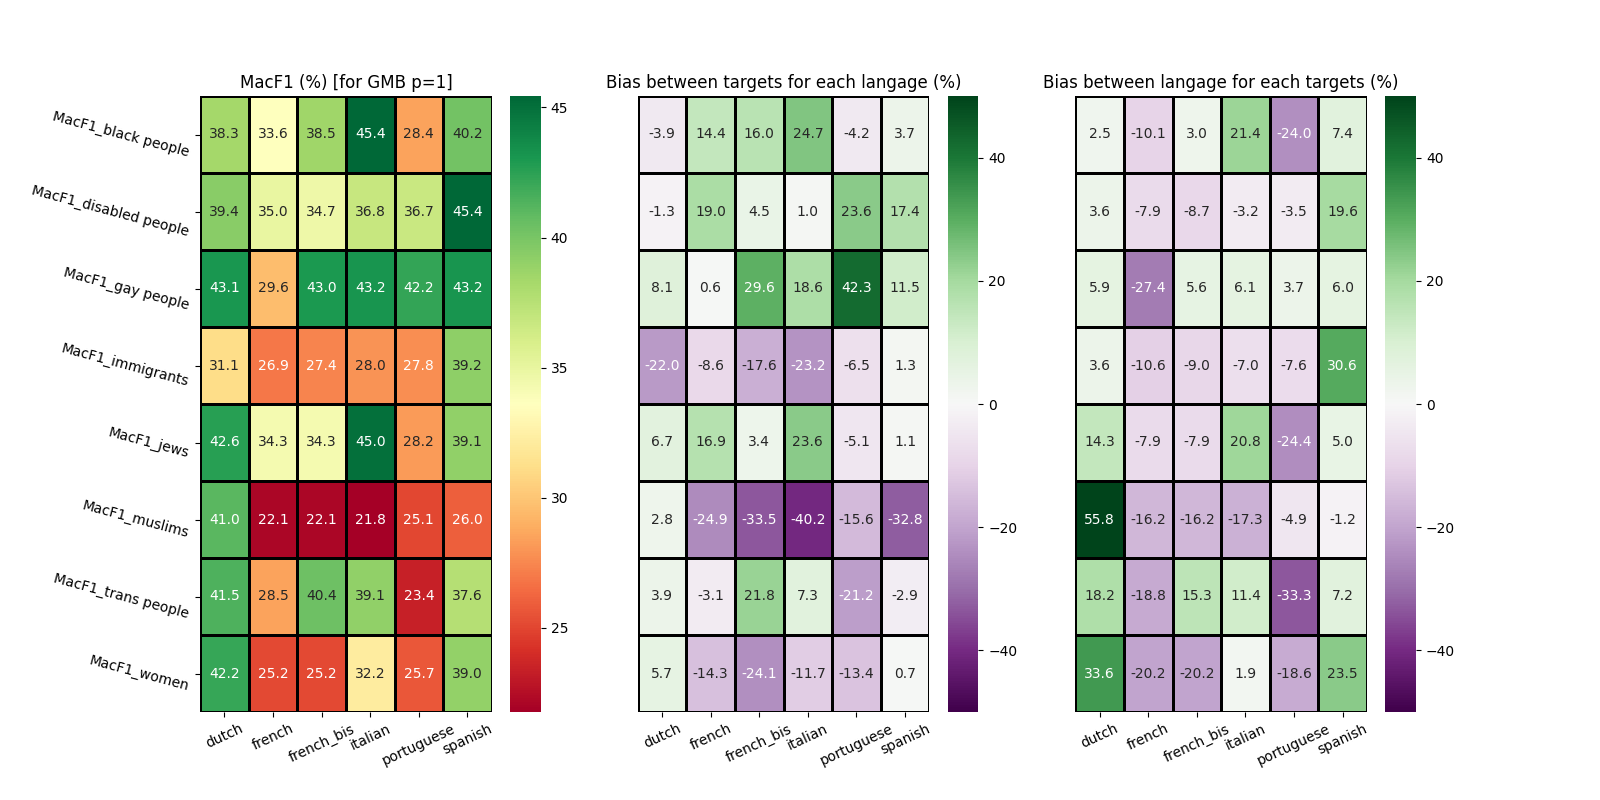 MacF1 (%) [for GMB p=1]
Bias between targets for each langage (%)
Bias between langage for each targets (%)
MacF1_black people
38.3 33.6 38.5 45.4 28.4 40.2
-3.9 14.4 16.0 24.7 -4.2 3.7
2.5 -10.1 3.0 21.4 -24.0 7.4
MacF1_disabled people
39.4 35.0 34.7 36.8 36.7 45.4
-1.3 19.0 4.5 1.0 23.6 17.4
3.6 -7.9 -8.7 -3.2 -3.5 19.6
MacF1_gay people
43.1 29.6 43.0 43.2 42.2 43.2
8.1 0.6 29.6 18.6 42.3 11.5
5.9 -27.4 5.6 6.1 3.7 6.0
MacF1_immigrants
31.1 26.9 27.4 28.0 27.8 39.2
-22.0 -8.6 -17.6 -23.2 -6.5 1.3
3.6 -10.6 -9.0 -7.0 -7.6 30.6
MacF1_jews
42.6 34.3 34.3 45.0 28.2 39.1
6.7 16.9 3.4 23.6 -5.1 1.1
14.3 -7.9 -7.9 20.8 -24.4 5.0
MacF1_muslims
41.0 22.1 22.1 21.8 25.1 26.0
2.8 -24.9 -33.5 -40.2 -15.6 -32.8
55.8 -16.2 -16.2 -17.3 -4.9 -1.2
MacF1_trans people
41.5 28.5 40.4 39.1 23.4 37.6
3.9 -3.1 21.8 7.3 -21.2 -2.9
18.2 -18.8 15.3 11.4 -33.3 7.2
MacF1_women
42.2 25.2 25.2 32.2 25.7 39.0
5.7 -14.3 -24.1 -11.7 -13.4 0.7
33.6 -20.2 -20.2 1.9 -18.6 23.5
dutch french french_bis italian portuguese spanish
dutch french french_bis italian portuguese spanish
dutch french french_bis italian portuguese spanish
45
40
35
30
25
40
20
0
−20
−40
40
20
0
−20
−40